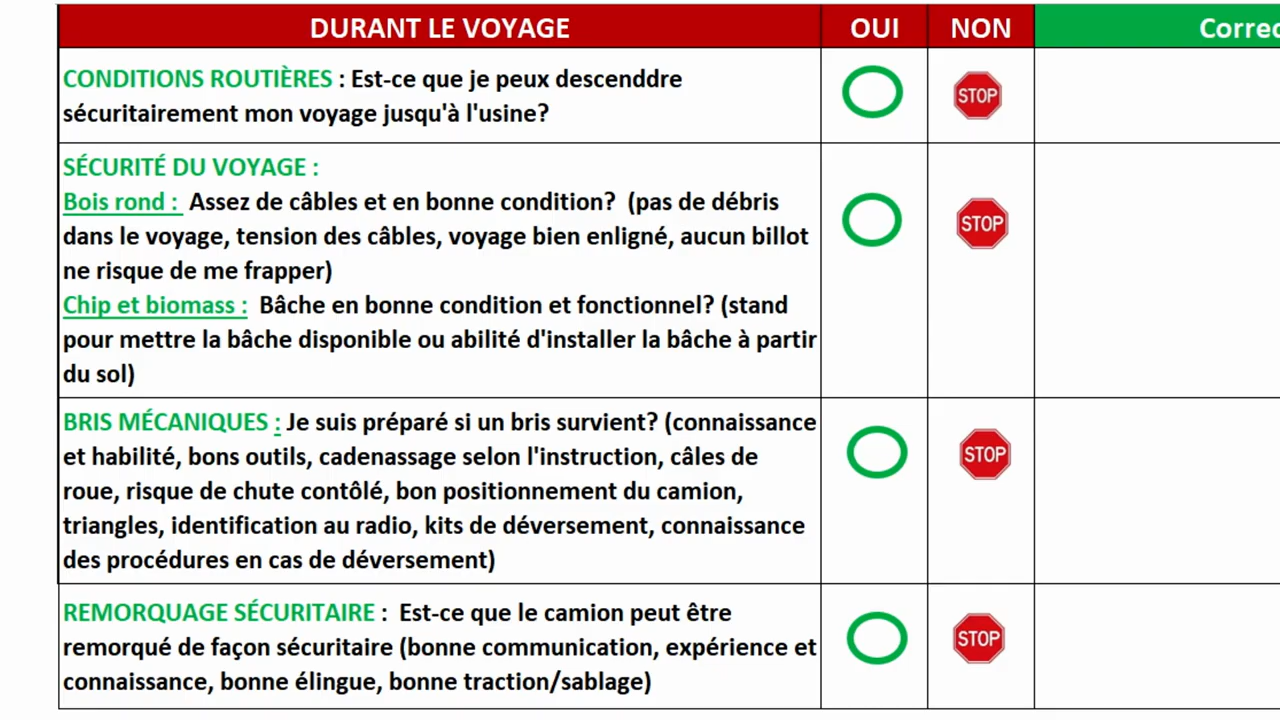 DURANT LE VOYAGE OUI NON Correc
CONDITIONS ROUTIÈRES : Est-ce que je peux descenddre
sécuritairement mon voyage jusqu'à l'usine?
STOP
SÉCURITÉ DU VOYAGE :
Bois rond : Assez de câbles et en bonne condition? (pas de débris
dans le voyage, tension des câbles, voyage bien enligné, aucun billot
ne risque de me frapper)
Chip et biomass : Bâche en bonne condition et fonctionnel? (stand
pour mettre la bâche disponible ou abilité d'installer la bâche à partir
du sol)
STOP
BRIS MÉCANIQUES : Je suis préparé si un bris survient? (connaissance
et habilité, bons outils, cadenassage selon l'instruction, câles de
roue, risque de chute contôlé, bon positionnement du camion,
triangles, identification au radio, kits de déversement, connaissance
des procédures en cas de déversement)
STOP
REMORQUAGE SÉCURITAIRE : Est-ce que le camion peut être
remorqué de façon sécuritaire (bonne communication, expérience et
connaissance, bonne élingue, bonne traction/sablage)
STOP